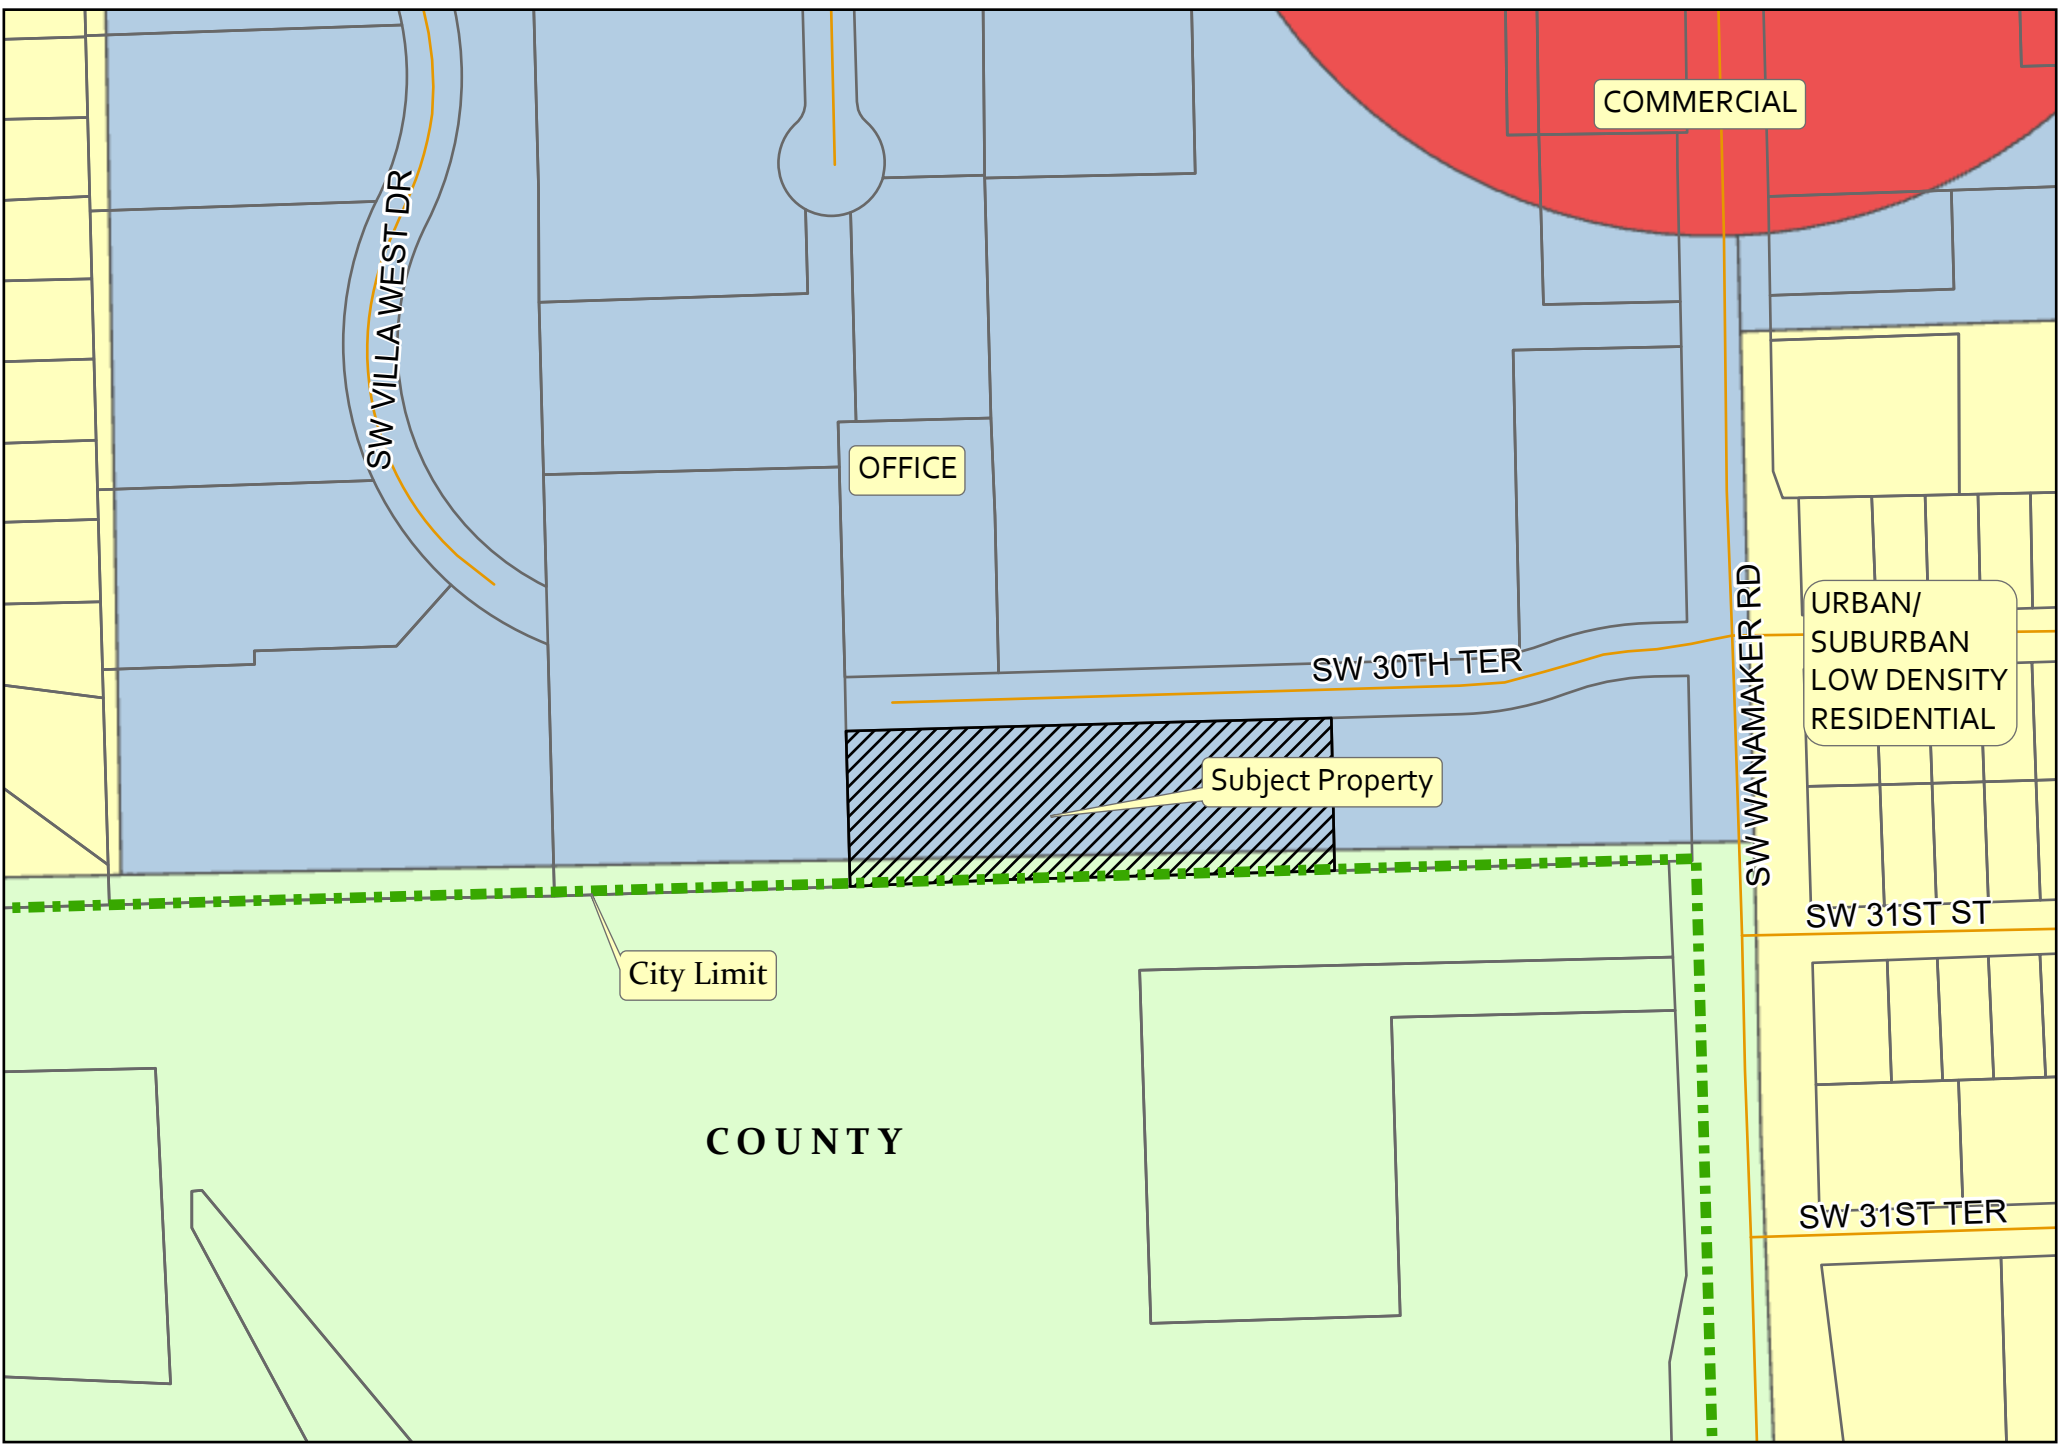 COMMERCIAL
SW VILLA WEST DR
OFFICE
SW 30TH TER
SW WANAMAKER RD
URBAN/
SUBURBAN
LOW DENSITY
RESIDENTIAL
Subject Property
SW 31ST ST
City Limit
COUNTY
SW 31ST TER